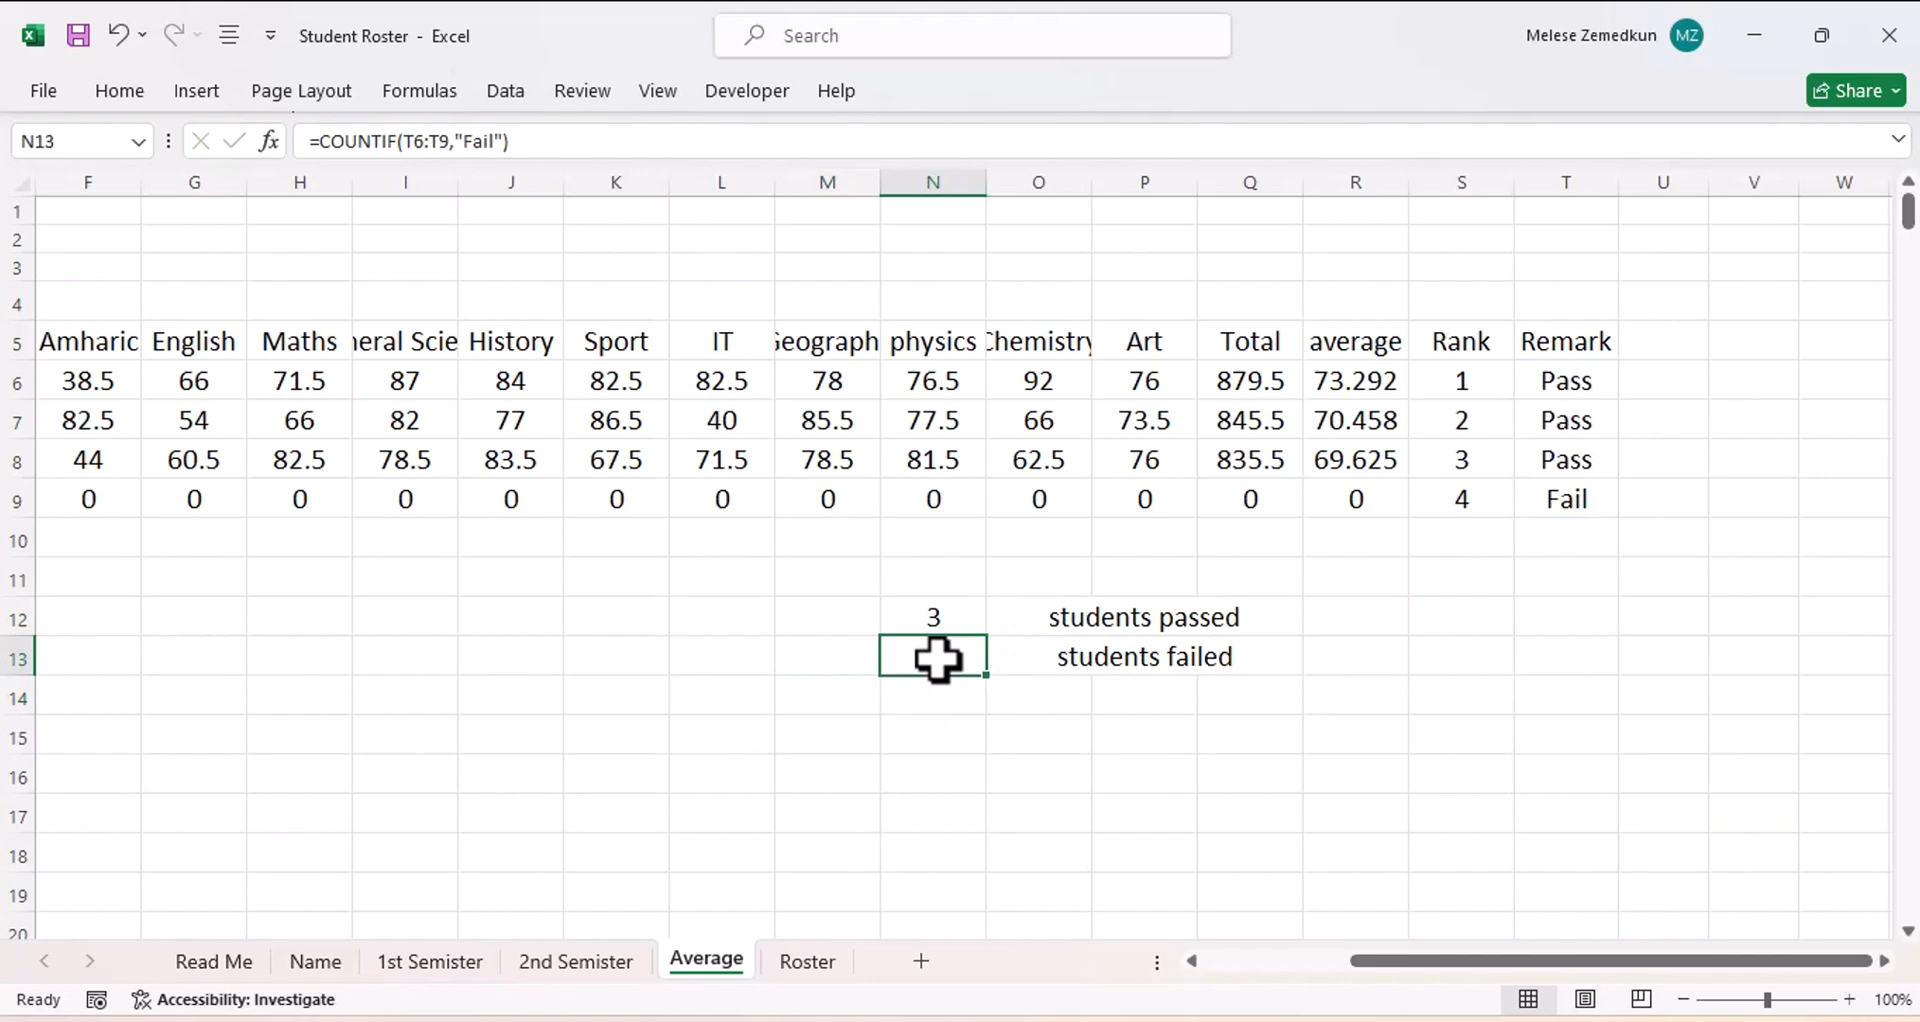 Student Roster - Excel
Search
Melese Zemedkun MZ
File Home Insert Page Layout Formulas Data Review View Developer Help Share
N13 fx =COUNTIF(T6:T9,"Fail")
F G H I J K L M N O P Q R S T U V W
1
2
3
4
5 Amharic English Maths neral Scie History Sport IT Geograph physics Chemistry Art Total average Rank Remark
6 38.5 66 71.5 87 84 82.5 82.5 78 76.5 92 76 879.5 73.292 1 Pass
7 82.5 54 66 82 77 86.5 40 85.5 77.5 66 73.5 845.5 70.458 2 Pass
8 44 60.5 82.5 78.5 83.5 67.5 71.5 78.5 81.5 62.5 76 835.5 69.625 3 Pass
9 0 0 0 0 0 0 0 0 0 0 0 0 0 4 Fail
10
11
12 3 students passed
13 students failed
14
15
16
17
18
19
20
Read Me Name 1st Semister 2nd Semister Average Roster
Ready Accessibility: Investigate 100%